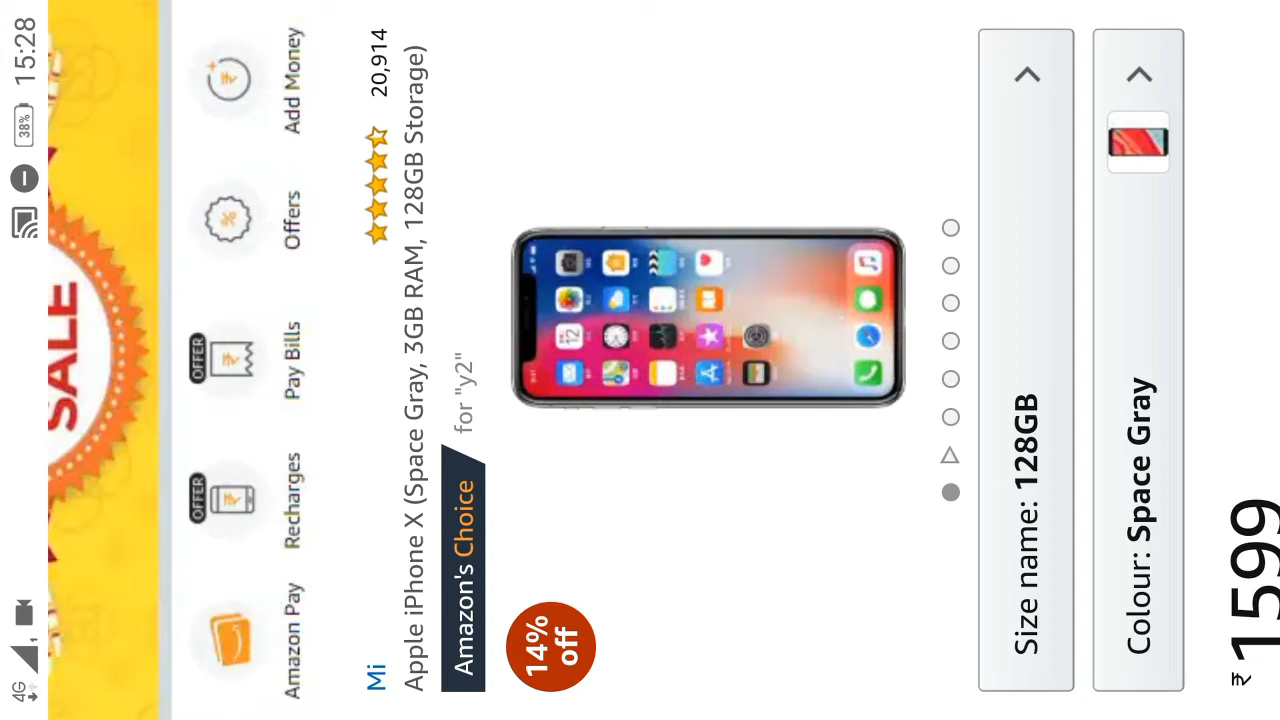 4G 1 38% 15:28
SALE
OFFER OFFER
Amazon Pay Recharges Pay Bills Offers Add Money
Mi 20,914
Apple iPhone X (Space Gray, 3GB RAM, 128GB Storage)
Amazon's Choice for "y2"
14%
off
Size name: 128GB
Colour: Space Gray
₹1599